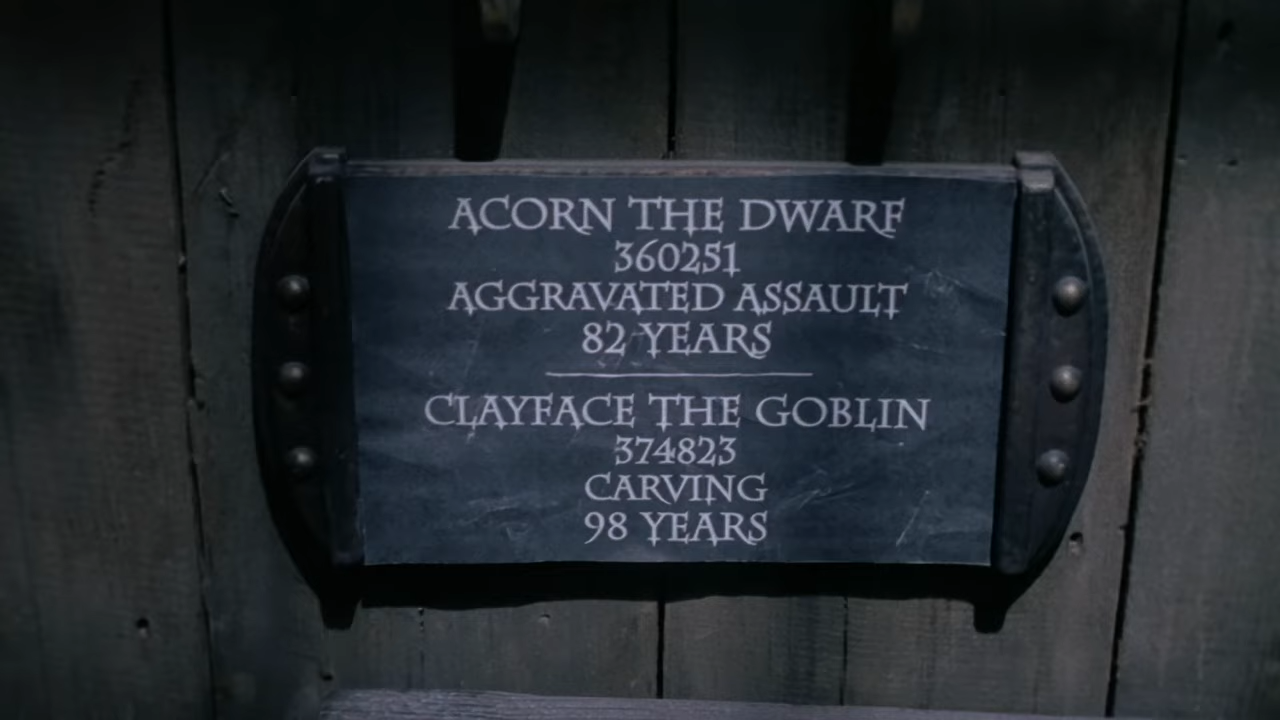 ACORN THE DWARF
360251
AGGRAVATED ASSAULT
82 YEARS
CLAYFACE THE GOBLIN
374823
CARVING
98 YEARS